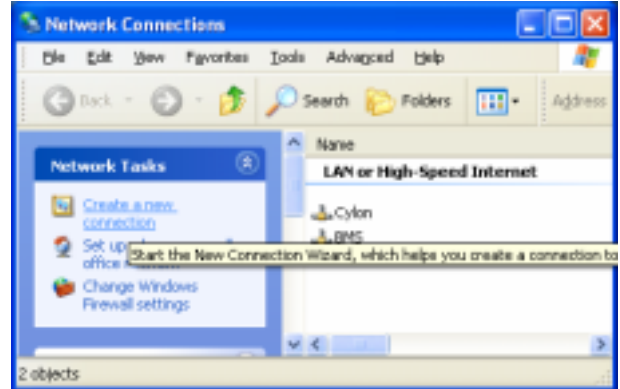 Network Connections
File Edit View Favorites Tools Advanced Help
Back Search Folders Address
Name
Network Tasks
LAN or High-Speed Internet
Create a new
connection
Cylon
BMS
Set up
Start the New Connection Wizard, which helps you create a connection to
office
Change Windows
Firewall settings
2 objects